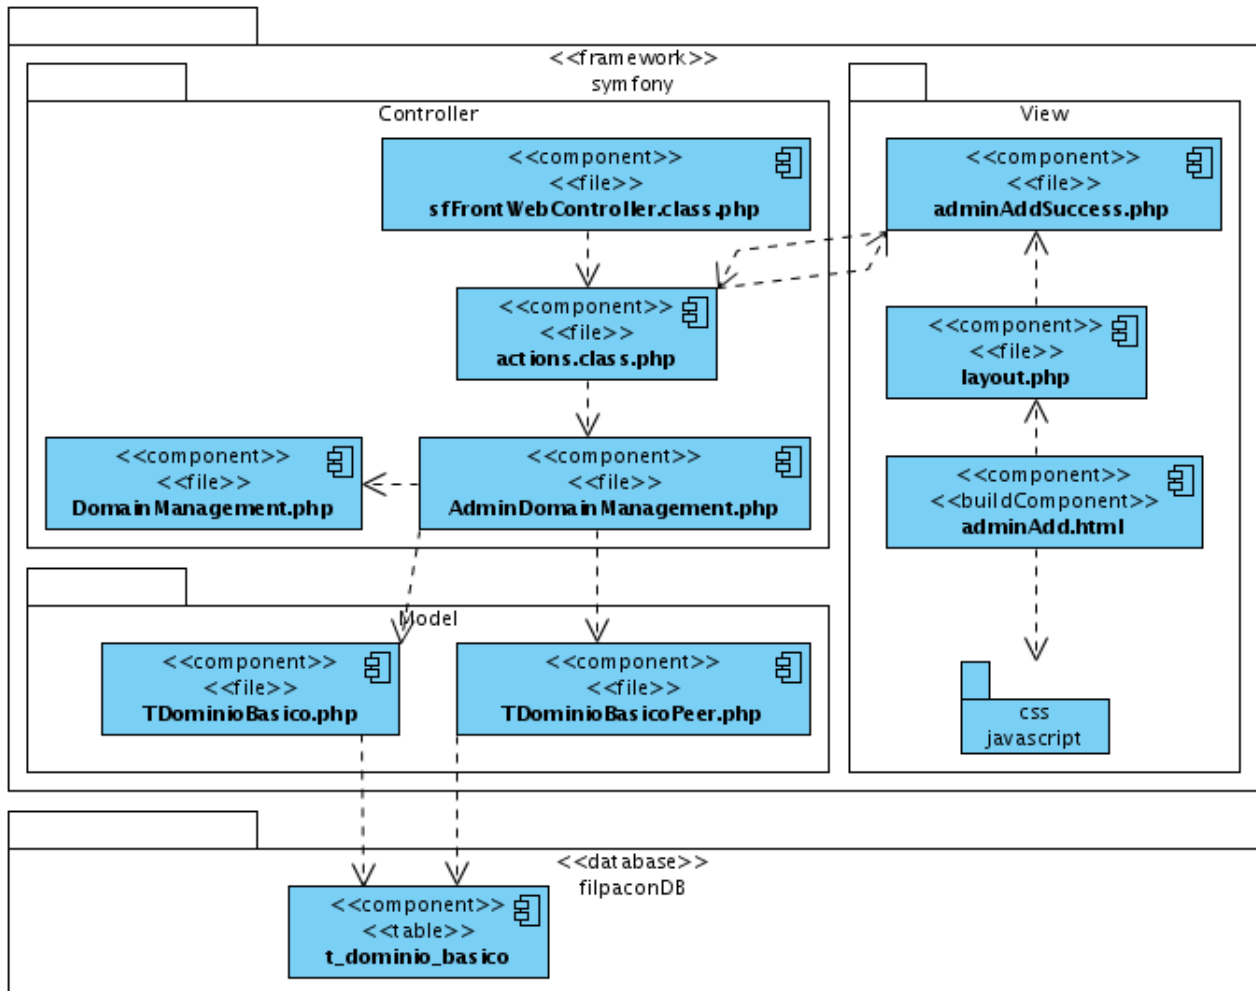 <<framework>>
symfony
Controller
<<component>>
<<file>>
sfFrontWebController.class.php
<<component>>
<<file>>
actions.class.php
<<component>>
<<file>>
DomainManagement.php
<<component>>
<<file>>
AdminDomainManagement.php
View
<<component>>
<<file>>
adminAddSuccess.php
<<component>>
<<file>>
layout.php
<<component>>
<<buildComponent>>
adminAdd.html
css
javascript
Model
<<component>>
<<file>>
TDominioBasico.php
<<component>>
<<file>>
TDominioBasicoPeer.php
<<database>>
filpaconDB
<<component>>
<<table>>
t_dominio_basico